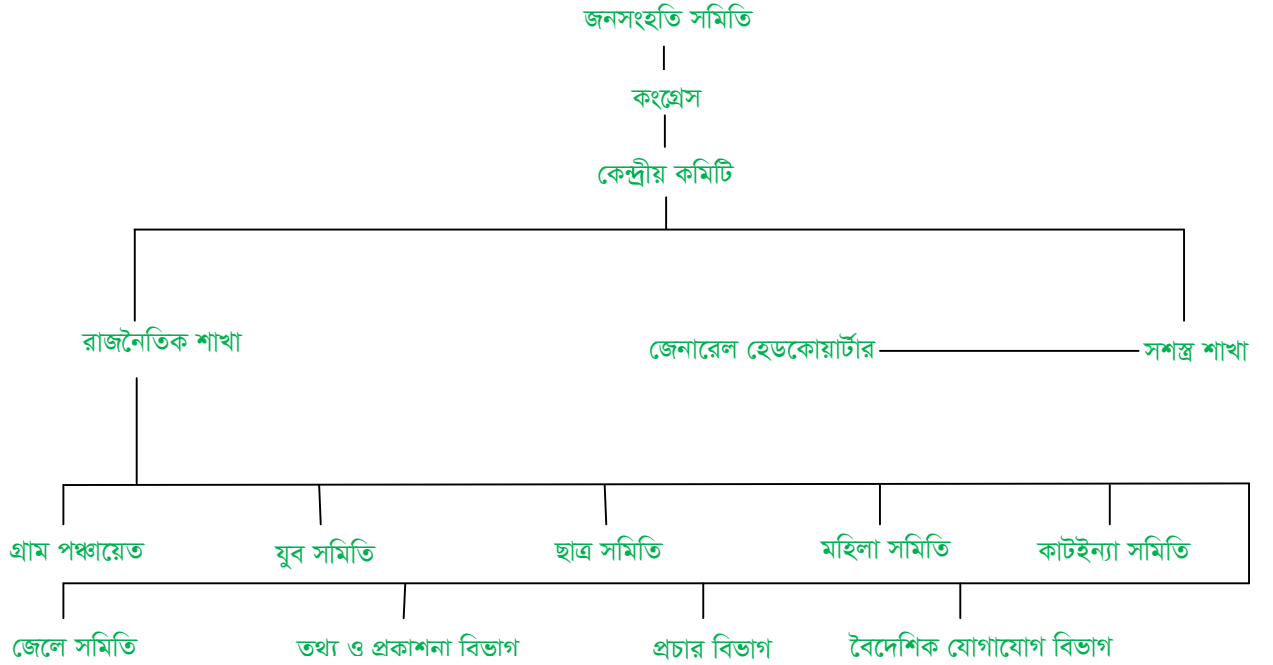 জনসংহতি সমিতি
কংগ্রেস
কেন্দ্রীয় কমিটি
রাজনৈতিক শাখা
জেনারেল হেডকোয়ার্টার
সশস্ত্র শাখা
গ্রাম পঞ্চায়েত
যুব সমিতি
ছাত্র সমিতি
মহিলা সমিতি
কাটইন্যা সমিতি
জেলে সমিতি
তথ্য ও প্রকাশনা বিভাগ
প্রচার বিভাগ
বৈদেশিক যোগাযোগ বিভাগ